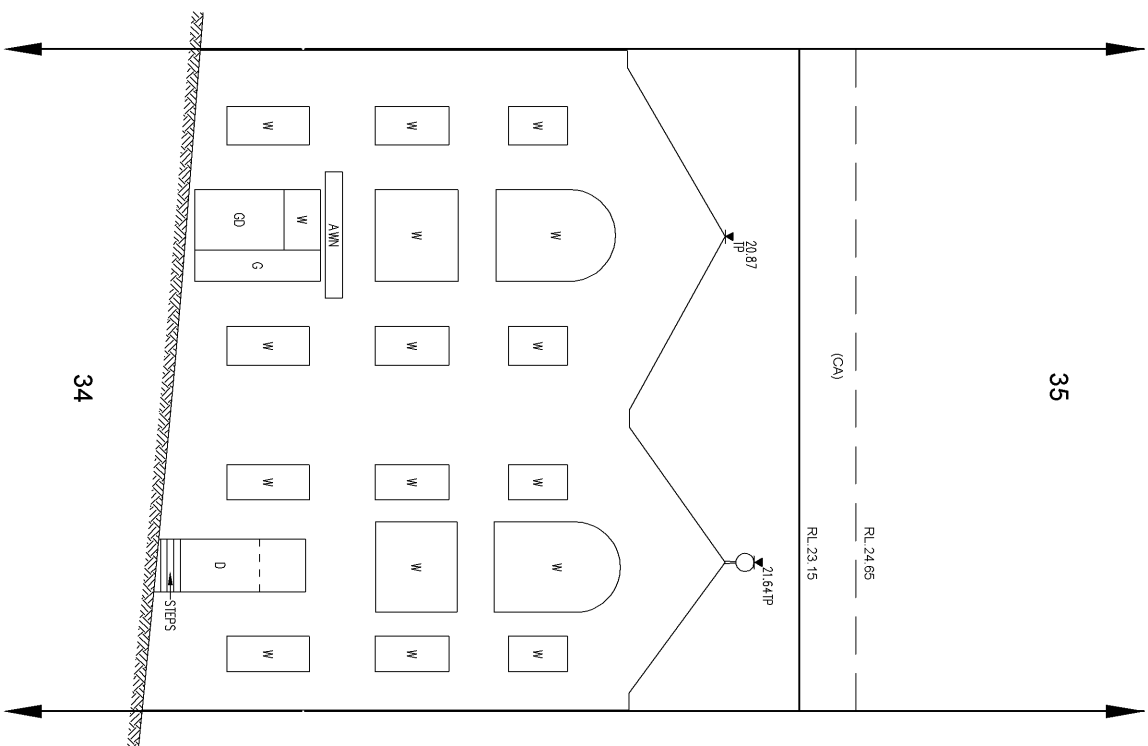 35
RL.24.65
(CA)
RL.23.15
20.87
TP
21.64TP
W W W W W W
W W W W W W
AWN
W W W W W
GD G D
STEPS
34